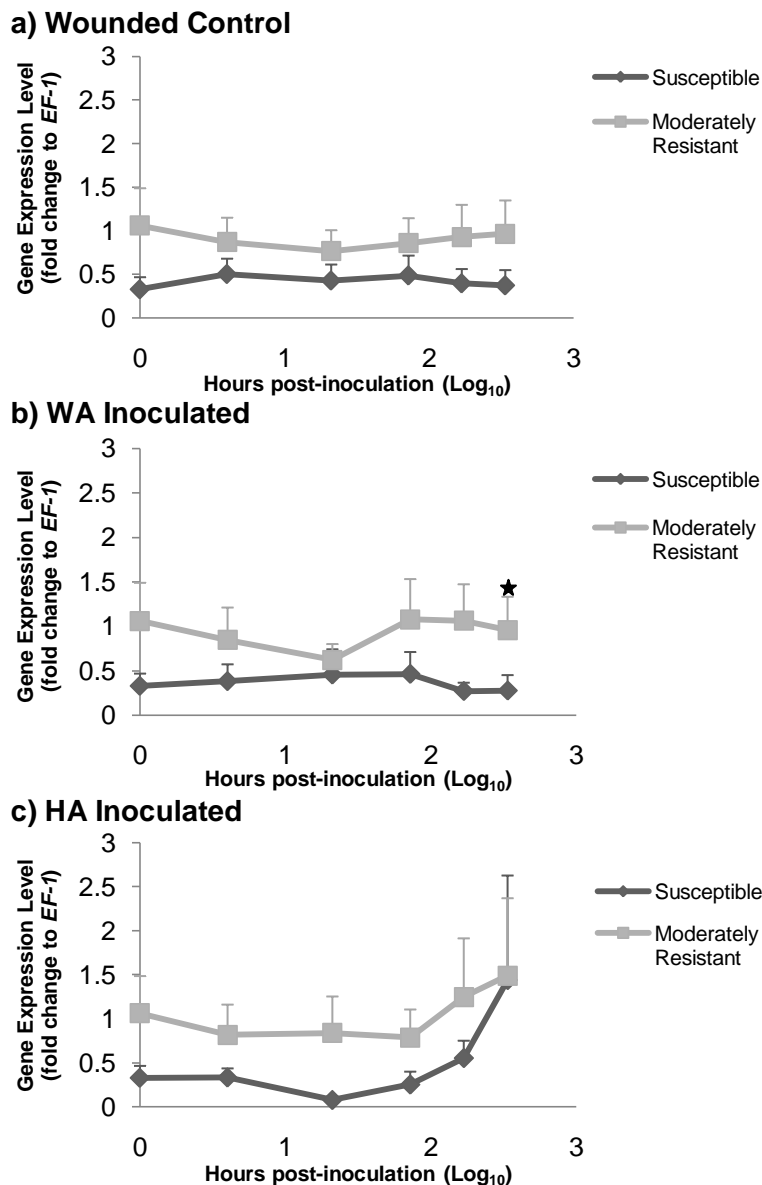 a) Wounded Control
Gene Expression Level
(fold change to EF-1)
3
2.5
2
1.5
1
0.5
0
0 1 2 3
Hours post-inoculation (Log10)
Susceptible
Moderately
Resistant
b) WA Inoculated
Gene Expression Level
(fold change to EF-1)
3
2.5
2
1.5
1
0.5
0
0 1 2 3
Hours post-inoculation (Log10)
Susceptible
Moderately
Resistant
c) HA Inoculated
Gene Expression Level
(fold change to EF-1)
3
2.5
2
1.5
1
0.5
0
0 1 2 3
Hours post-inoculation (Log10)
Susceptible
Moderately
Resistant